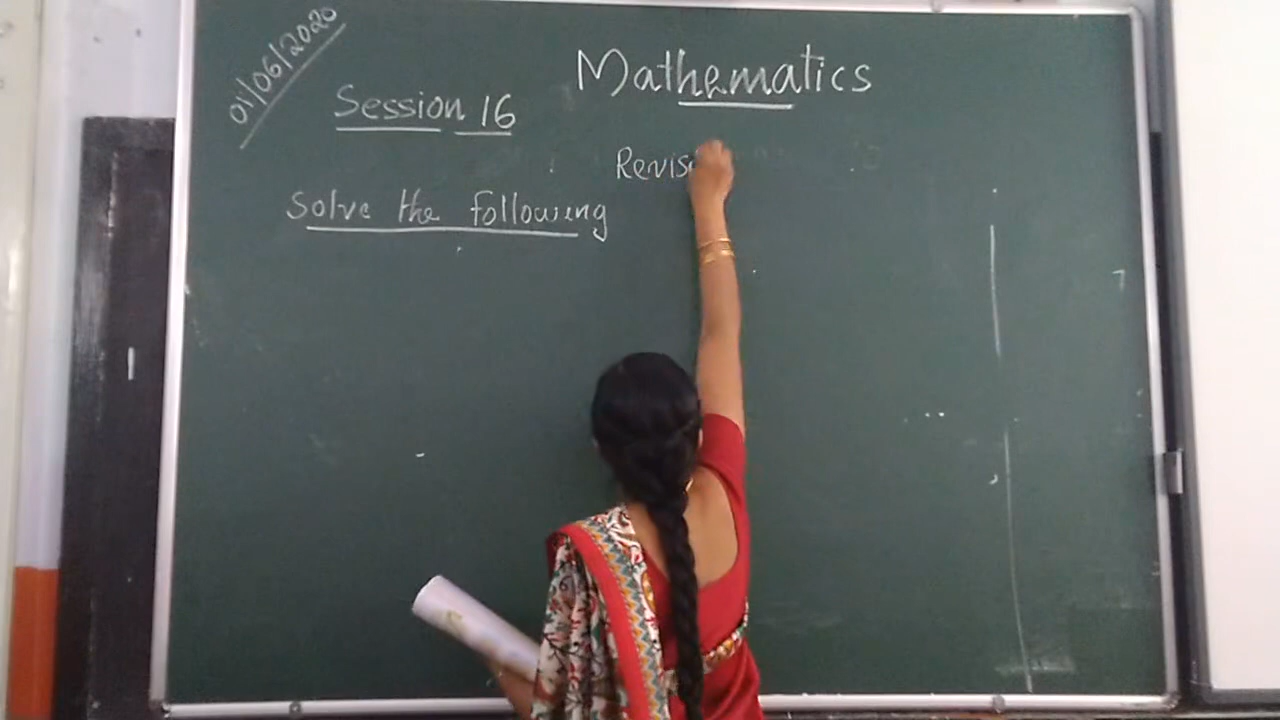 01/06/2020
Mathematics
Session 16
Revis
Solve the following